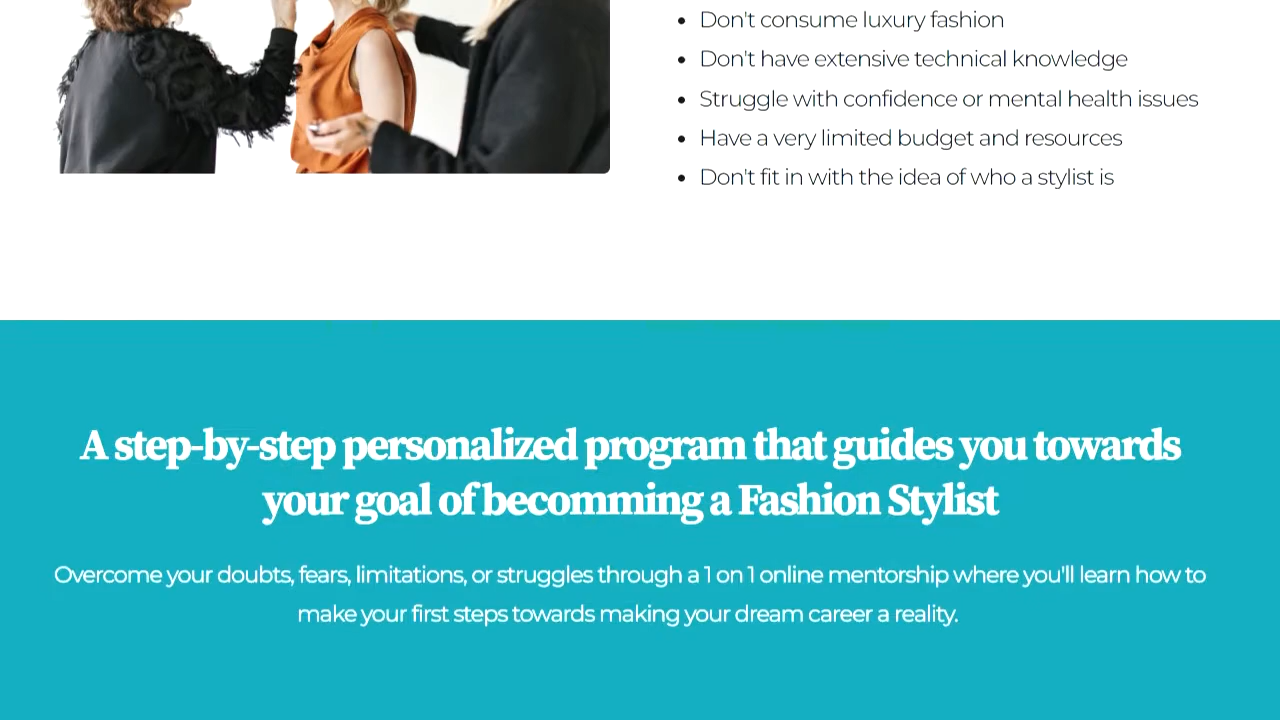 Don't consume luxury fashion
Don't have extensive technical knowledge
Struggle with confidence or mental health issues
Have a very limited budget and resources
Don't fit in with the idea of who a stylist is
A step-by-step personalized program that guides you towards
your goal of becomming a Fashion Stylist
Overcome your doubts, fears, limitations, or struggles through a 1 on 1 online mentorship where you'll learn how to
make your first steps towards making your dream career a reality.